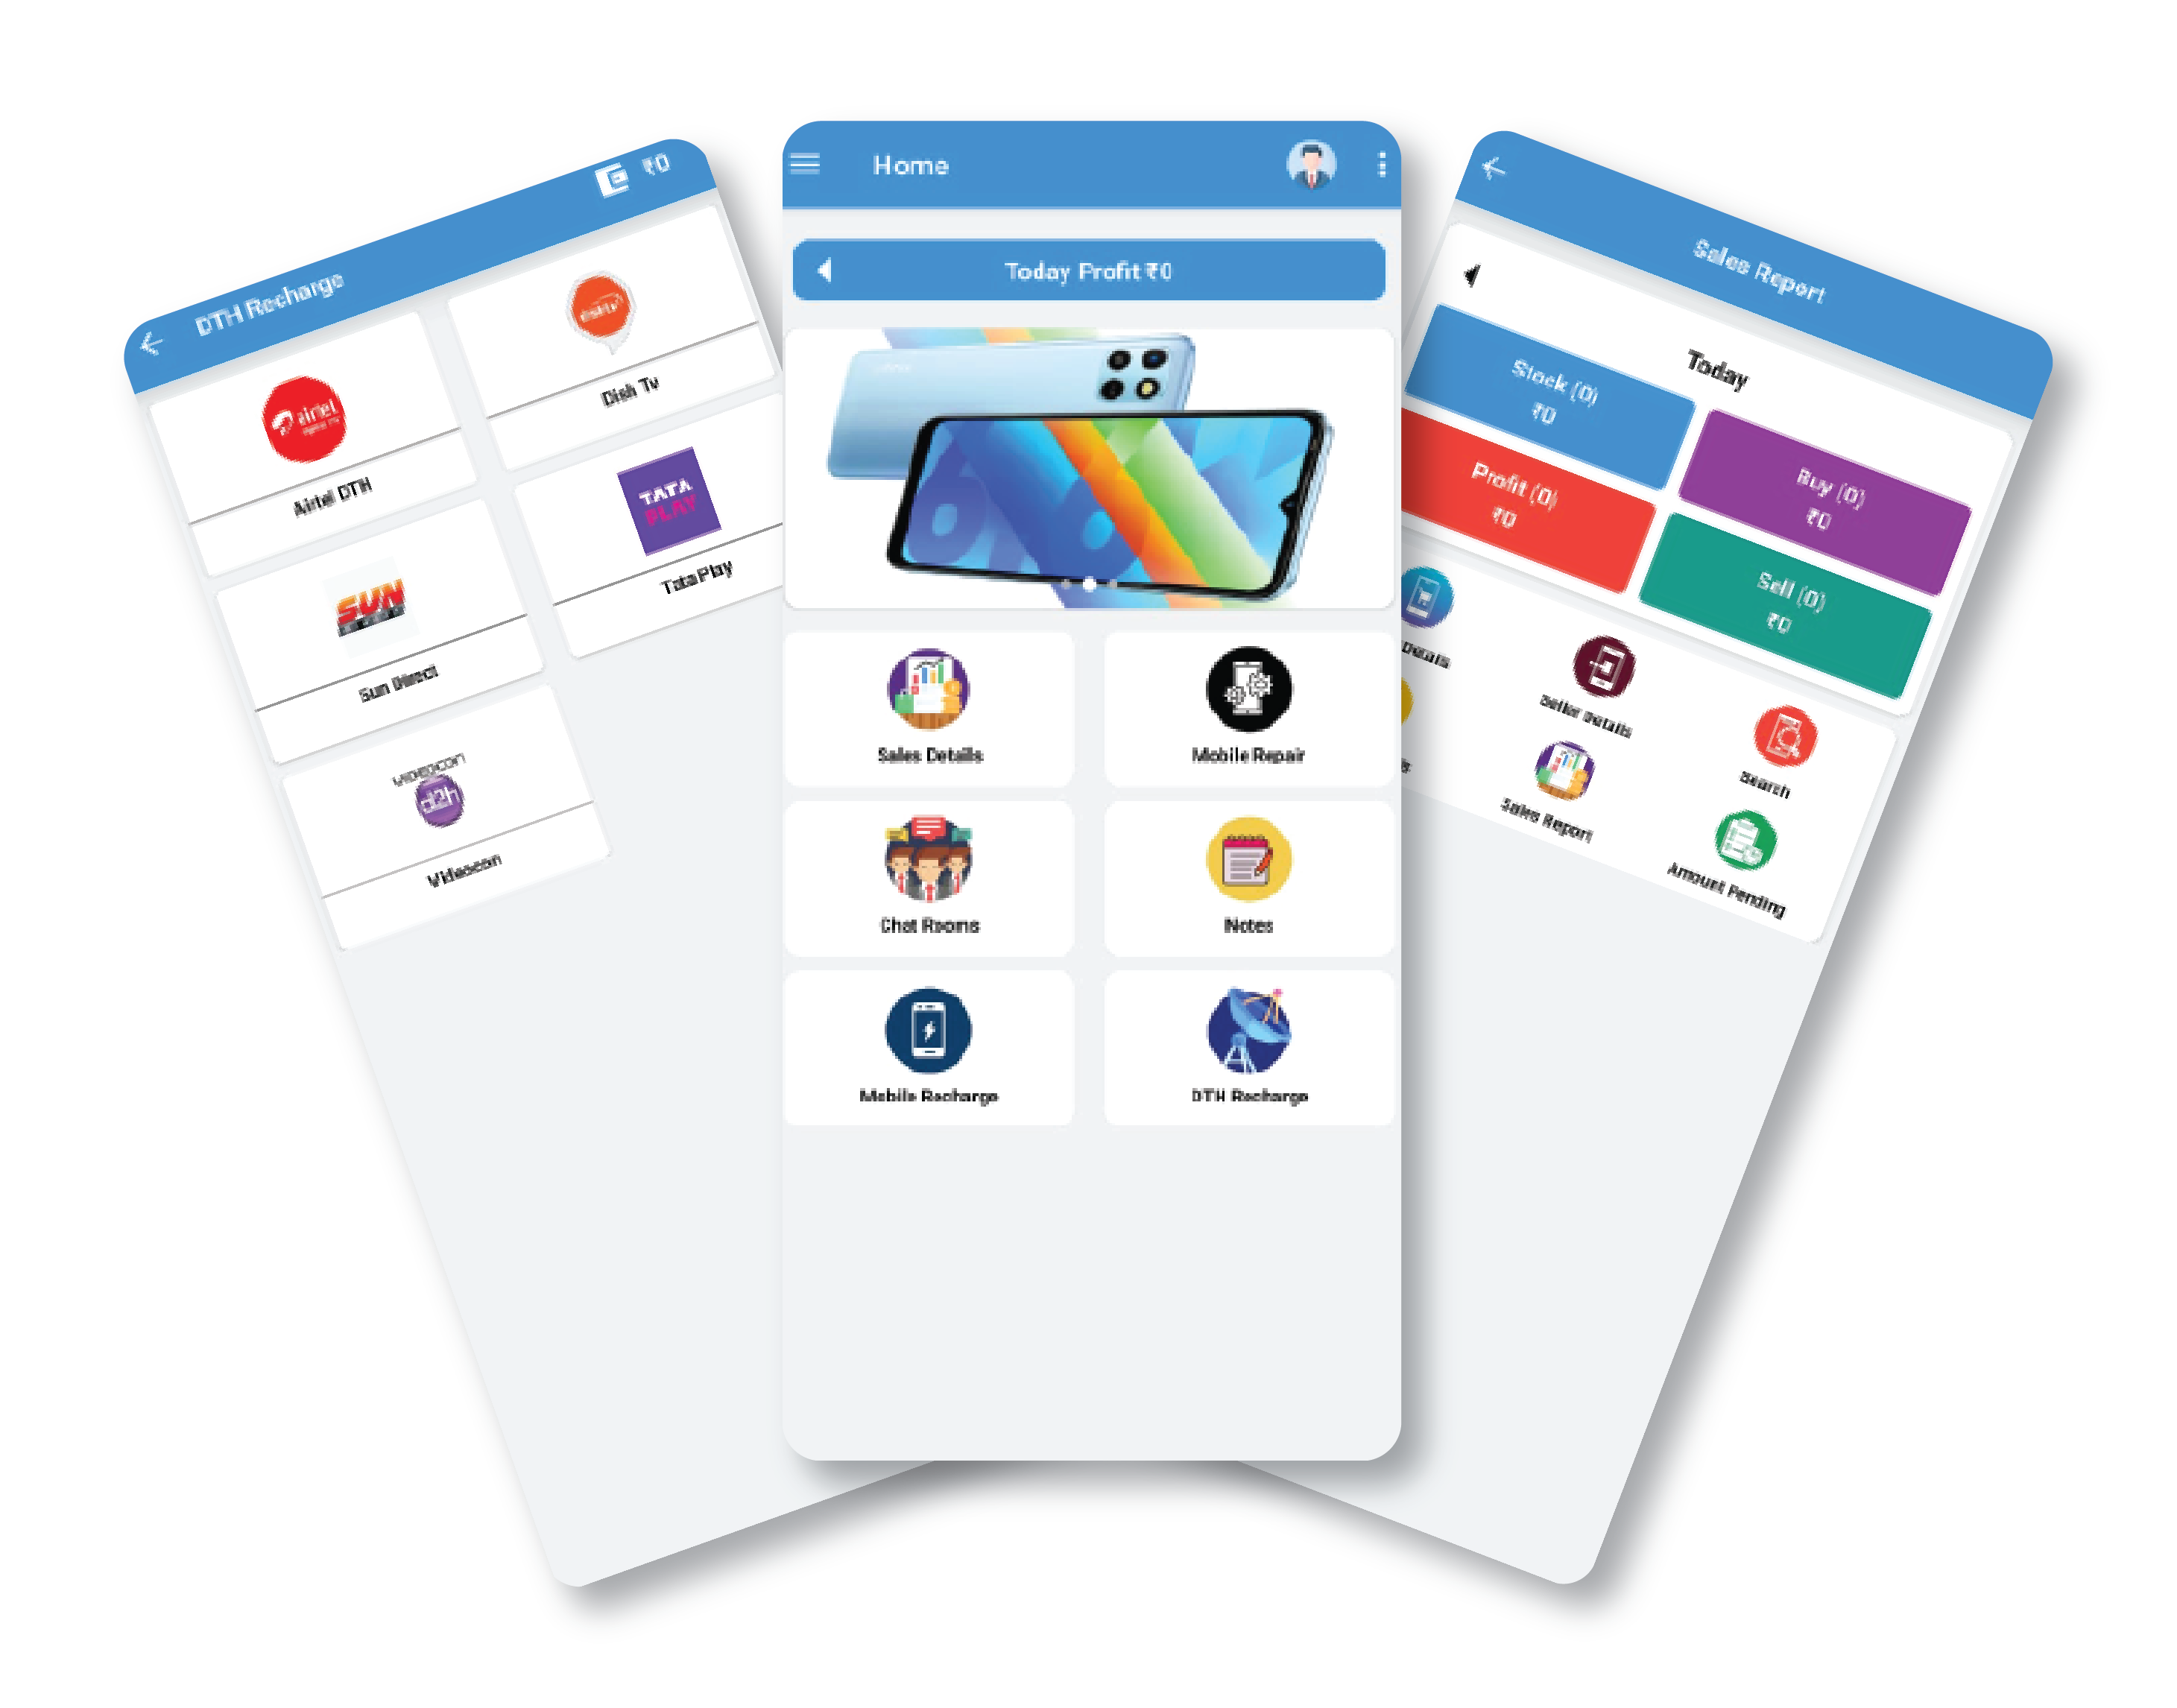 DTH Recharge
₹0
airtel
Airtel DTH
Dish Tv
SUN
Sun Direct
TATA
PLAY
Tata Play
VIDEOCON
d2h
Videocon
Home
Today Profit ₹0
Sales Details
Mobile Repair
Chat Rooms
Notes
Mobile Recharge
DTH Recharge
Sales Report
Today
Stock (0)
₹0
Buy (0)
₹0
Profit (0)
₹0
Sell (0)
₹0
Details
Seller Details
Search
Sales Report
Amount Pending